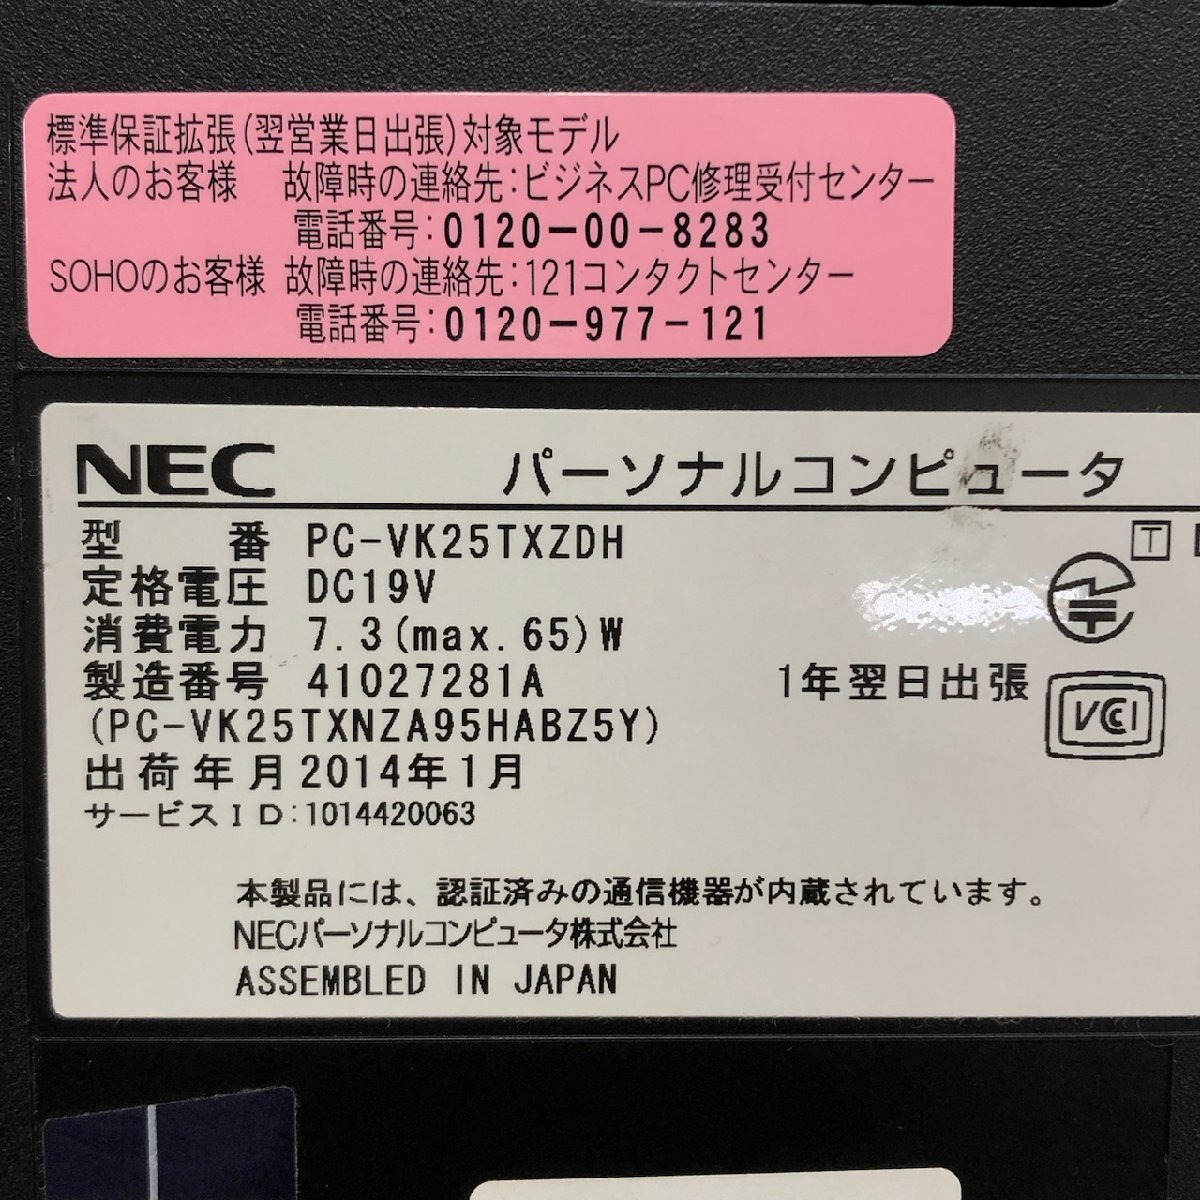 標準保証拡張(翌営業日出張)対象モデル
法人のお客様 故障時の連絡先:ビジネスPC修理受付センター
電話番号:0120-00-8283
SOHOのお客様 故障時の連絡先:121コンタクトセンター
電話番号:0120-977-121
NEC パーソナルコンピュータ
型番 PC-VK25TXZDH
T
定格電圧 DC19V
消費電力 7.3(max.65)W
製造番号 41027281A
1年翌日出張
VCCI
(PC-VK25TXNZA95HABZ5Y)
出荷年月 2014年1月
サービスID:1014420063
本製品には、認証済みの通信機器が内蔵されています。
NECパーソナルコンピュータ株式会社
ASSEMBLED IN JAPAN